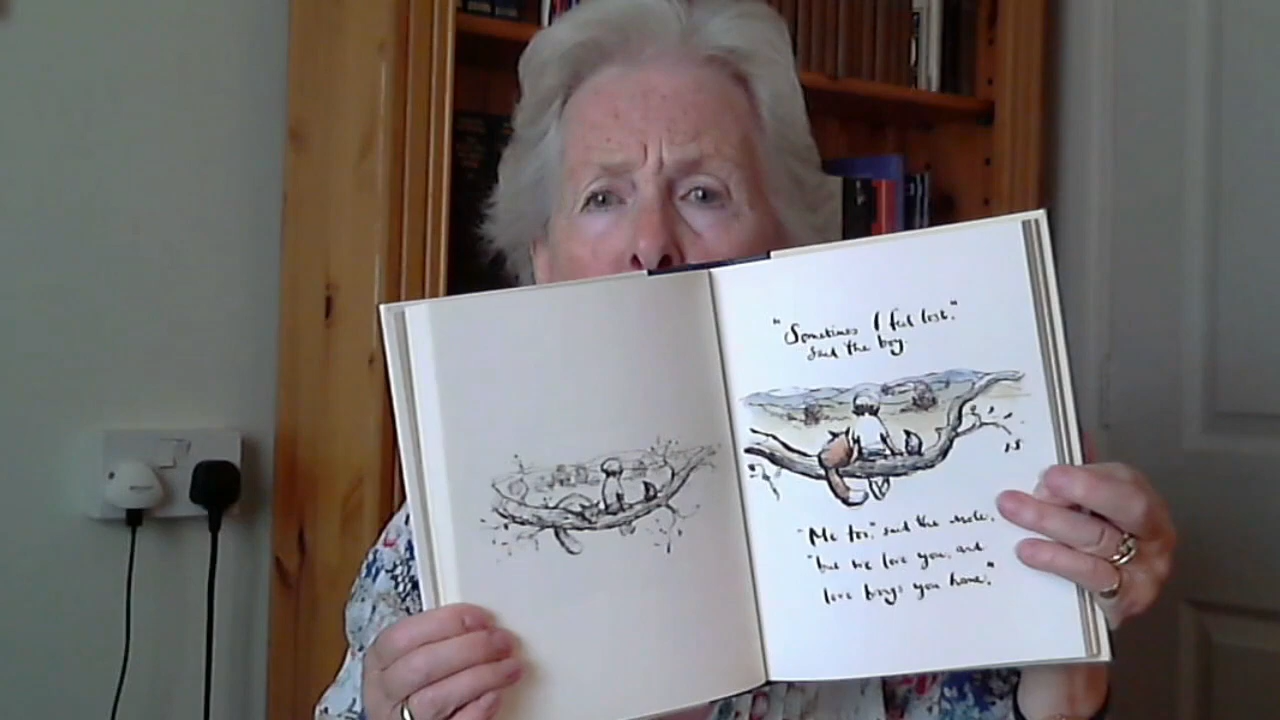 "Sometimes I feel lost,"
said the boy.
"Me too," said the mole,
"but we love you, and
love brings you home."